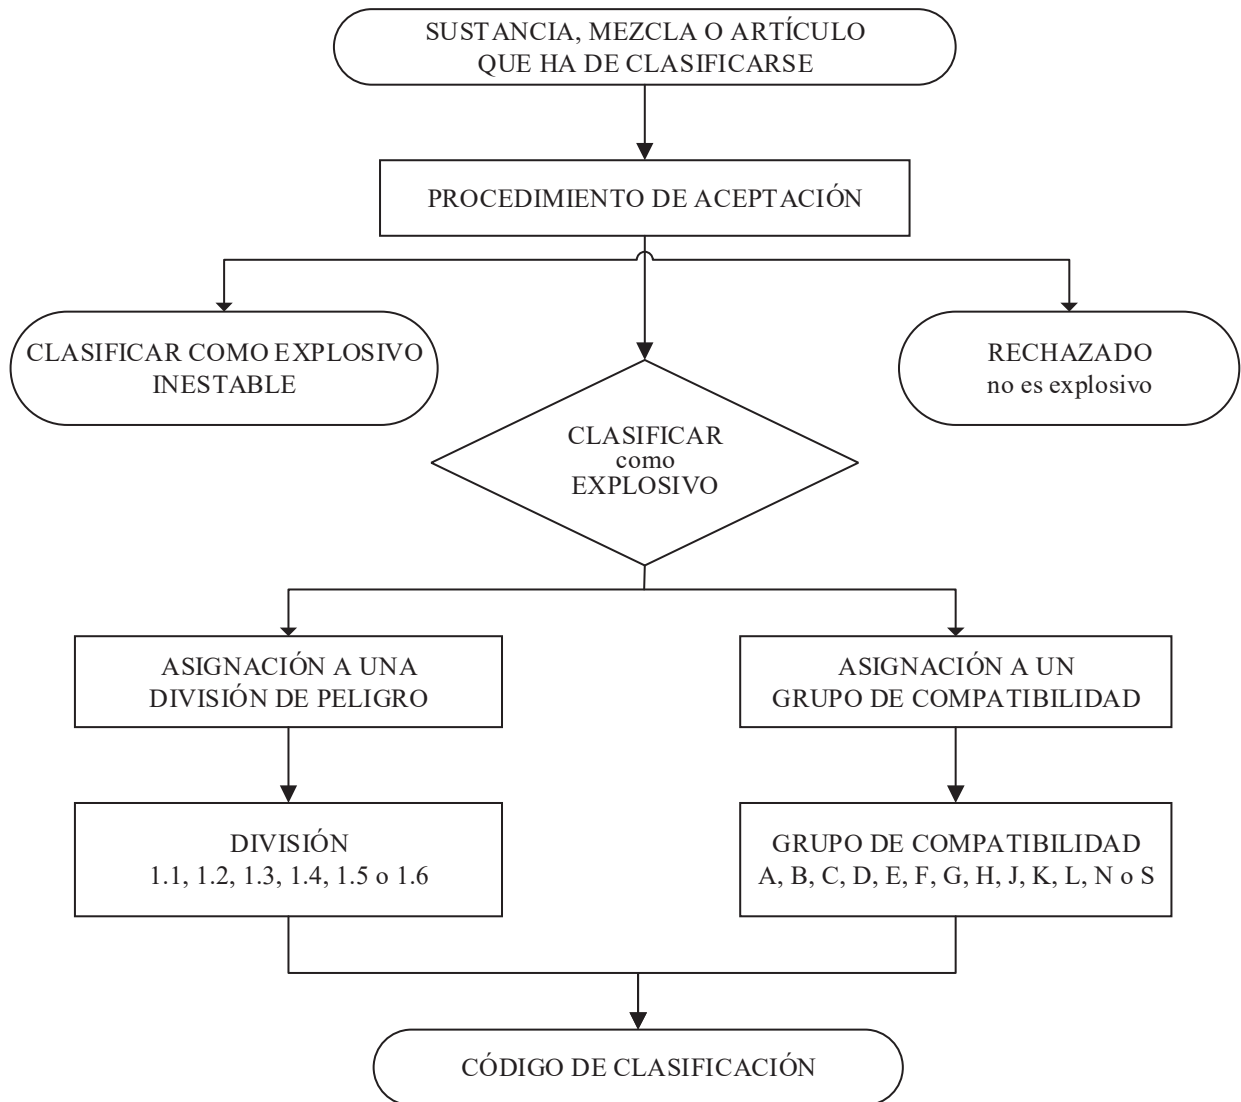 SUSTANCIA, MEZCLA O ARTÍCULO
QUE HA DE CLASIFICARSE
PROCEDIMIENTO DE ACEPTACIÓN
CLASIFICAR COMO EXPLOSIVO
INESTABLE
RECHAZADO
no es explosivo
CLASIFICAR
como
EXPLOSIVO
ASIGNACIÓN A UNA
DIVISIÓN DE PELIGRO
ASIGNACIÓN A UN
GRUPO DE COMPATIBILIDAD
DIVISIÓN
1.1, 1.2, 1.3, 1.4, 1.5 o 1.6
GRUPO DE COMPATIBILIDAD
A, B, C, D, E, F, G, H, J, K, L, N o S
CÓDIGO DE CLASIFICACIÓN